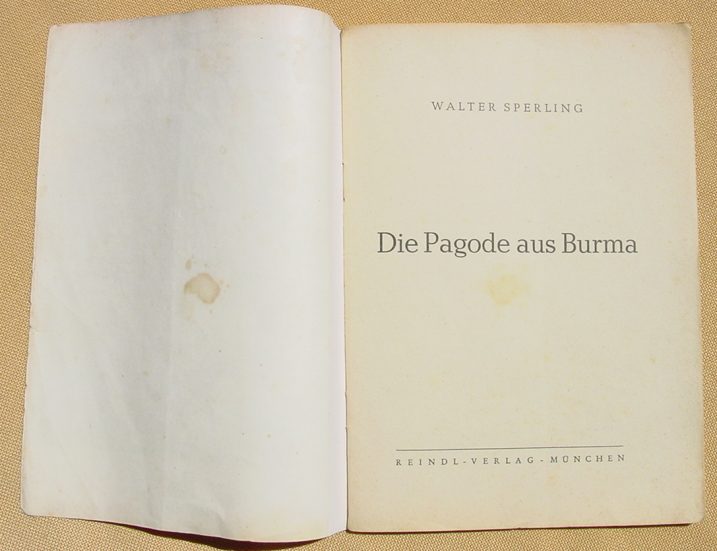 WALTER SPERLING
Die Pagode aus Burma
REINDL-VERLAG-MÜNCHEN